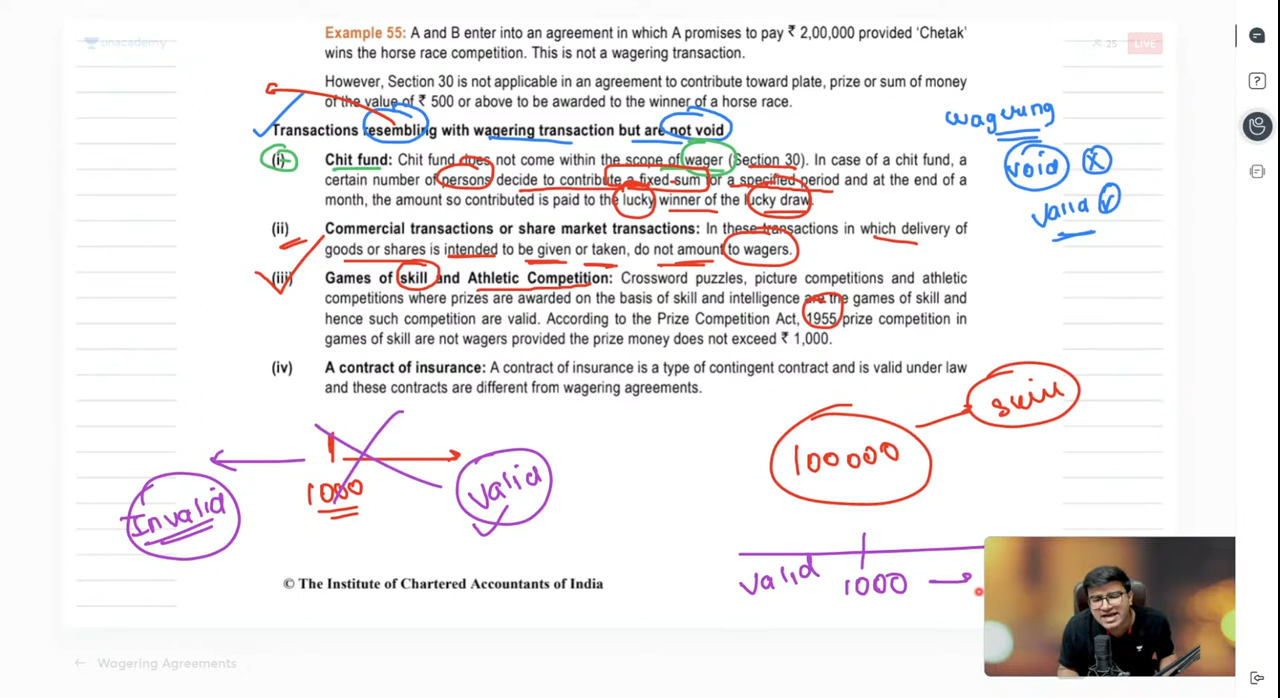 Example 55: A and B enter into an agreement in which A promises to pay ₹ 2,00,000 provided 'Chetak'
wins the horse race competition. This is not a wagering transaction.
unacademy
25
LIVE
However, Section 30 is not applicable in an agreement to contribute toward plate, prize or sum of money
of the value of ₹ 500 or above to be awarded to the winner of a horse race.
Transactions resembling with wagering transaction but are not void
(i) Chit fund: Chit fund does not come within the scope of wager (Section 30). In case of a chit fund, a
certain number of persons decide to contribute a fixed sum for a specified period and at the end of a
month, the amount so contributed is paid to the lucky winner of the lucky draw.
(ii) Commercial transactions or share market transactions: In these transactions in which delivery of
goods or shares is intended to be given or taken, do not amount to wagers.
(iii) Games of skill and Athletic Competition: Crossword puzzles, picture competitions and athletic
competitions where prizes are awarded on the basis of skill and intelligence are the games of skill and
hence such competition are valid. According to the Prize Competition Act, 1955 prize competition in
games of skill are not wagers provided the prize money does not exceed ₹ 1,000.
(iv) A contract of insurance: A contract of insurance is a type of contingent contract and is valid under law
and these contracts are different from wagering agreements.
wagering
void
valid
skill
100000
1000
Valid
Invalid
valid 1000
© The Institute of Chartered Accountants of India
← Wagering Agreements